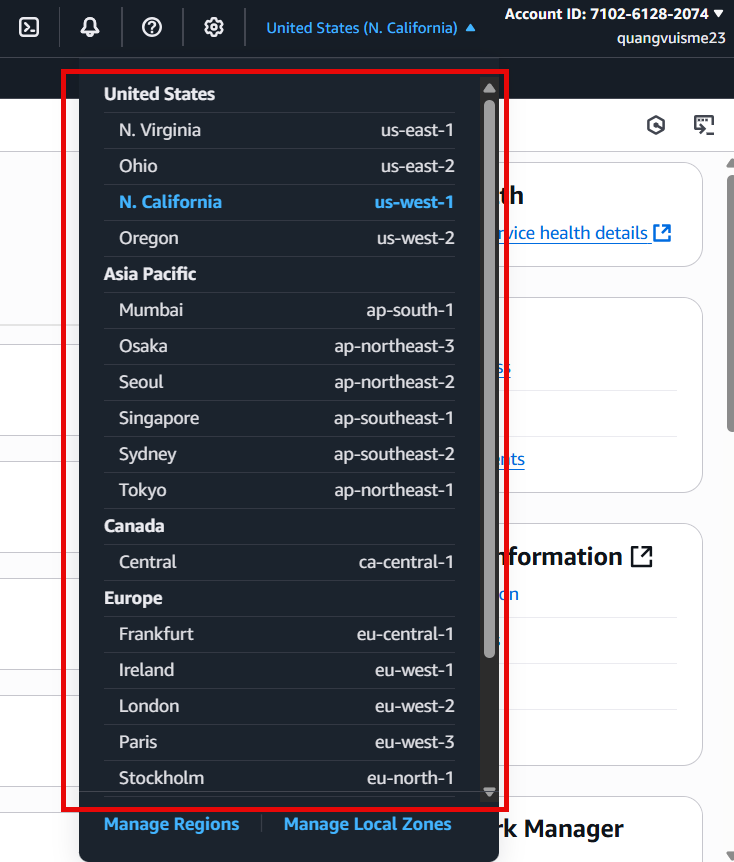 United States (N. California)
Account ID: 7102-6128-2074
quangvuisme23
United States
N. Virginia us-east-1
Ohio us-east-2
N. California us-west-1
Oregon us-west-2
Asia Pacific
Mumbai ap-south-1
Osaka ap-northeast-3
Seoul ap-northeast-2
Singapore ap-southeast-1
Sydney ap-southeast-2
Tokyo ap-northeast-1
Canada
Central ca-central-1
Europe
Frankfurt eu-central-1
Ireland eu-west-1
London eu-west-2
Paris eu-west-3
Stockholm eu-north-1
Manage Regions Manage Local Zones
th
rvice health details
nts
nformation
on
rk Manager